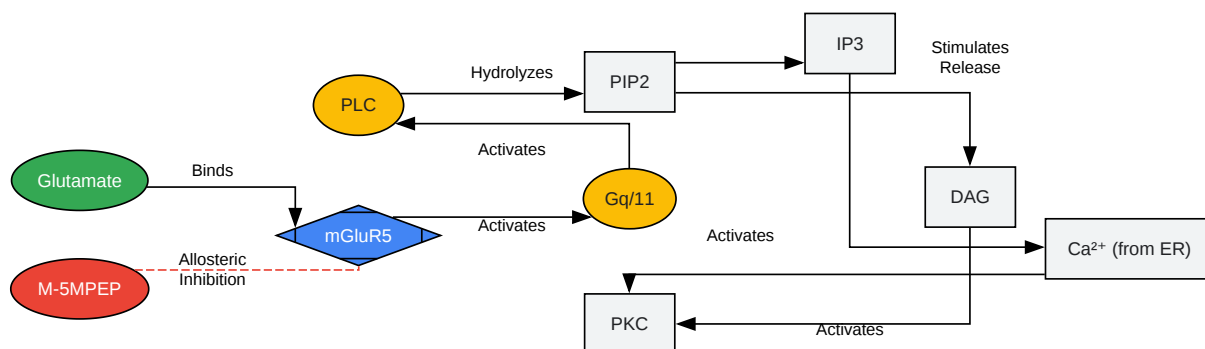 IP3
Stimulates
Release
Hydrolyzes
PIP2
PLC
Activates
Binds
Glutamate
Gq/11
DAG
Activates
mGluR5
Activates
Ca²⁺ (from ER)
Allosteric
Inhibition
M-5MPEP
PKC
Activates